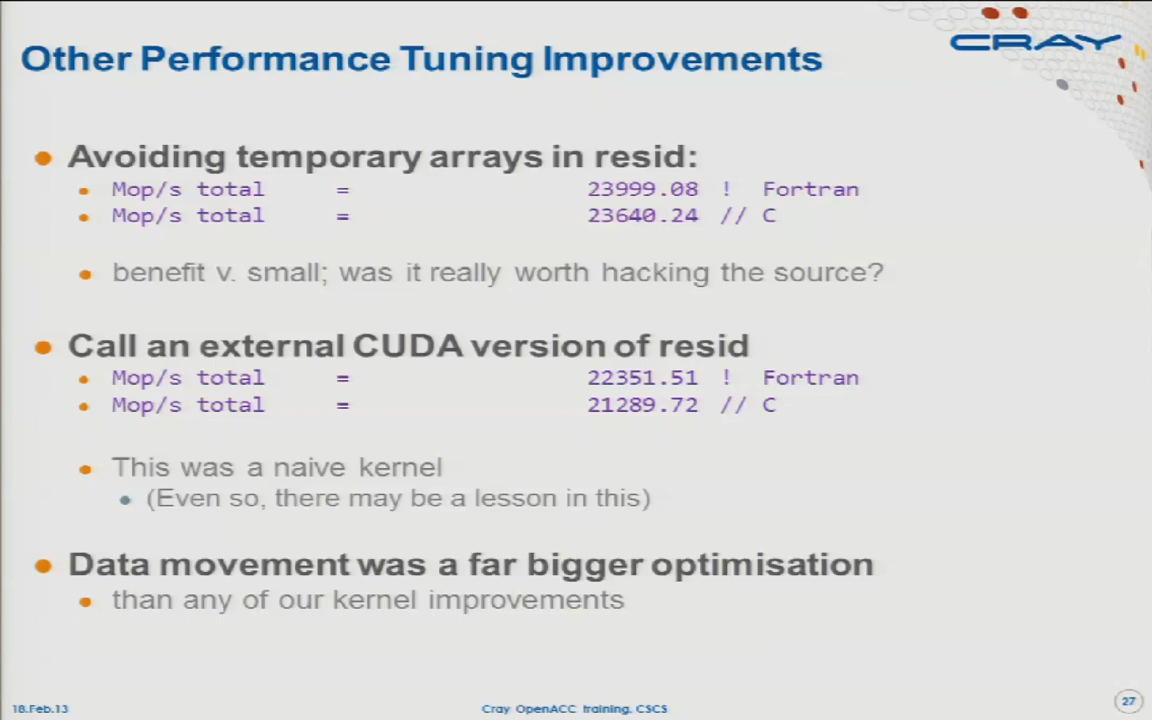 CRAY
Other Performance Tuning Improvements
Avoiding temporary arrays in resid:
Mop/s total = 23999.08 ! Fortran
Mop/s total = 23640.24 // C
benefit v. small; was it really worth hacking the source?
Call an external CUDA version of resid
Mop/s total = 22351.51 ! Fortran
Mop/s total = 21289.72 // C
This was a naive kernel
(Even so, there may be a lesson in this)
Data movement was a far bigger optimisation
than any of our kernel improvements
18.Feb.13 Cray OpenACC training, CSCS 27